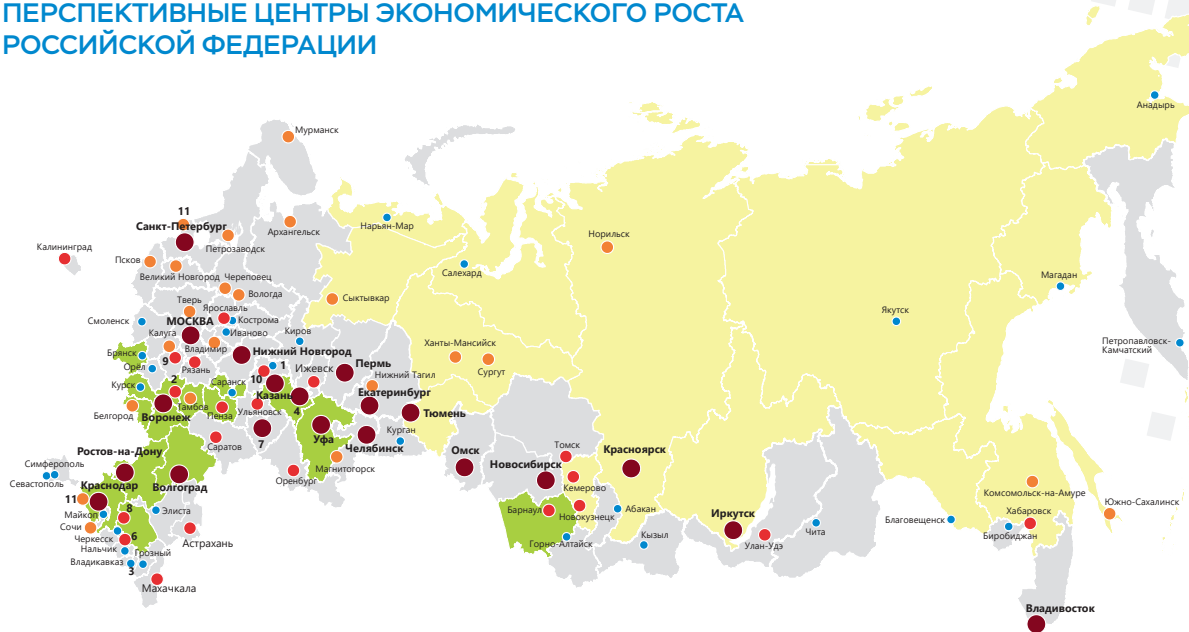 ПЕРСПЕКТИВНЫЕ ЦЕНТРЫ ЭКОНОМИЧЕСКОГО РОСТА
РОССИЙСКОЙ ФЕДЕРАЦИИ
Анадырь
Мурманск
11
Санкт-Петербург
Архангельск
Нарьян-Мар
Норильск
Калининград
Петрозаводск
Псков
Салехард
Великий Новгород
Череповец
Магадан
Вологда
Сыктывкар
Тверь
Ярославль
Якутск
Смоленск
МОСКВА
Кострома
Калуга
Иваново
Киров
Ханты-Мансийск
Петропавловск-
Камчатский
Владимир
Брянск
9
Нижний Новгород
Орёл
Рязань
1
Ижевск
Пермь
Сургут
2
10
Нижний Тагил
Курск
Саранск
Казань
Екатеринбург
Белгород
Тамбов
Воронеж
Пенза
Ульяновск
4
Тюмень
Курган
7
Уфа
Челябинск
Саратов
Ростов-на-Дону
Омск
Томск
Красноярск
Симферополь
Магнитогорск
Новосибирск
Севастополь
Краснодар
Волгоград
Оренбург
Кемерово
Комсомольск-на-Амуре
11
8
Элиста
Барнаул
Новокузнецк
Абакан
Иркутск
Южно-Сахалинск
Майкоп
Хабаровск
Сочи
Благовещенск
Черкесск
6
Астрахань
Горно-Алтайск
Кызыл
Улан-Удэ
Чита
Биробиджан
Нальчик
Грозный
Владикавказ
3
Махачкала
Владивосток